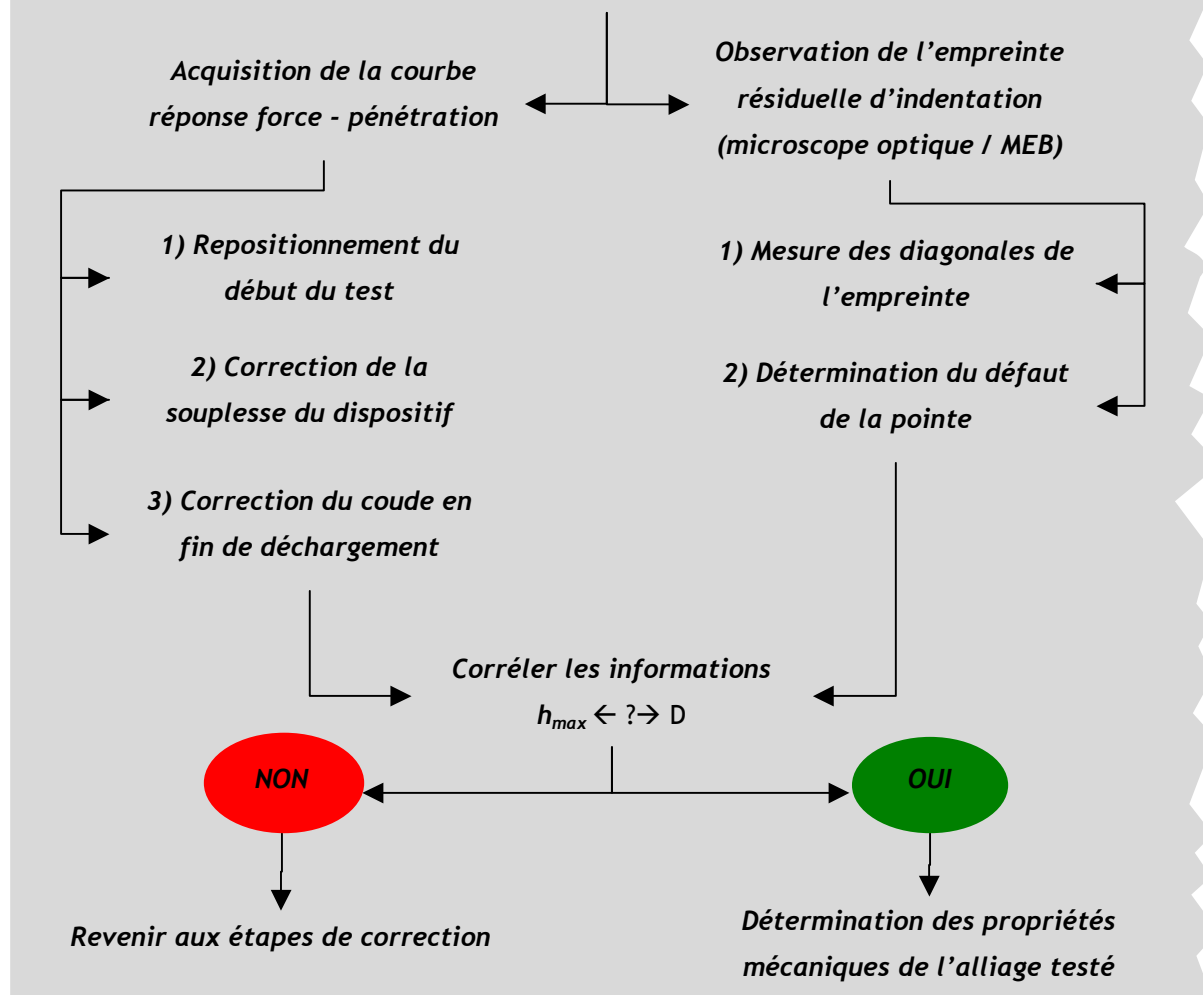 Acquisition de la courbe
réponse force - pénétration
Observation de l’empreinte
résiduelle d’indentation
(microscope optique / MEB)
1) Repositionnement du
début du test
2) Correction de la
souplesse du dispositif
3) Correction du coude en
fin de déchargement
1) Mesure des diagonales de
l’empreinte
2) Détermination du défaut
de la pointe
Corréler les informations
hmax ← ?→ D
NON
OUI
Revenir aux étapes de correction
Détermination des propriétés
mécaniques de l’alliage testé